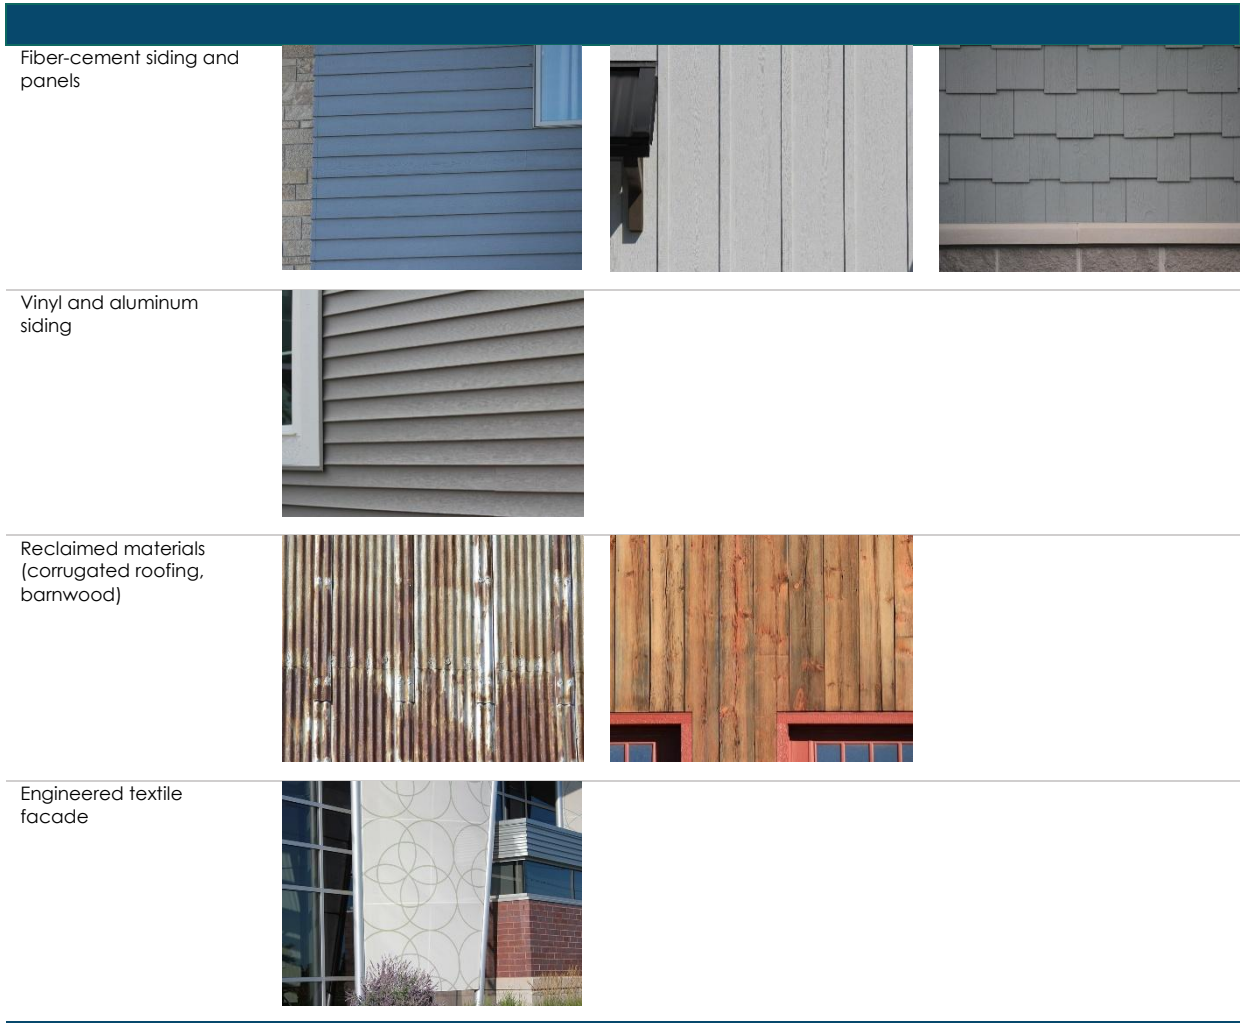 Fiber-cement siding and
panels
Vinyl and aluminum
siding
Reclaimed materials
(corrugated roofing,
barnwood)
Engineered textile
facade